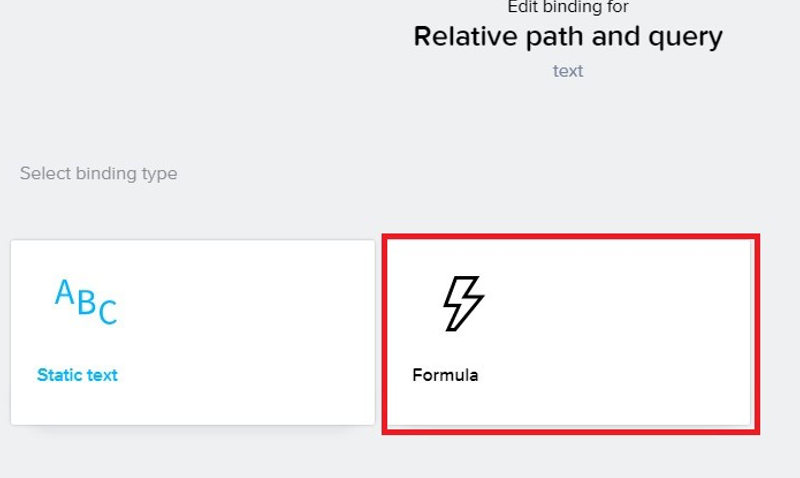 Edit binding for
Relative path and query
text
Select binding type
ABC
Static text
Formula